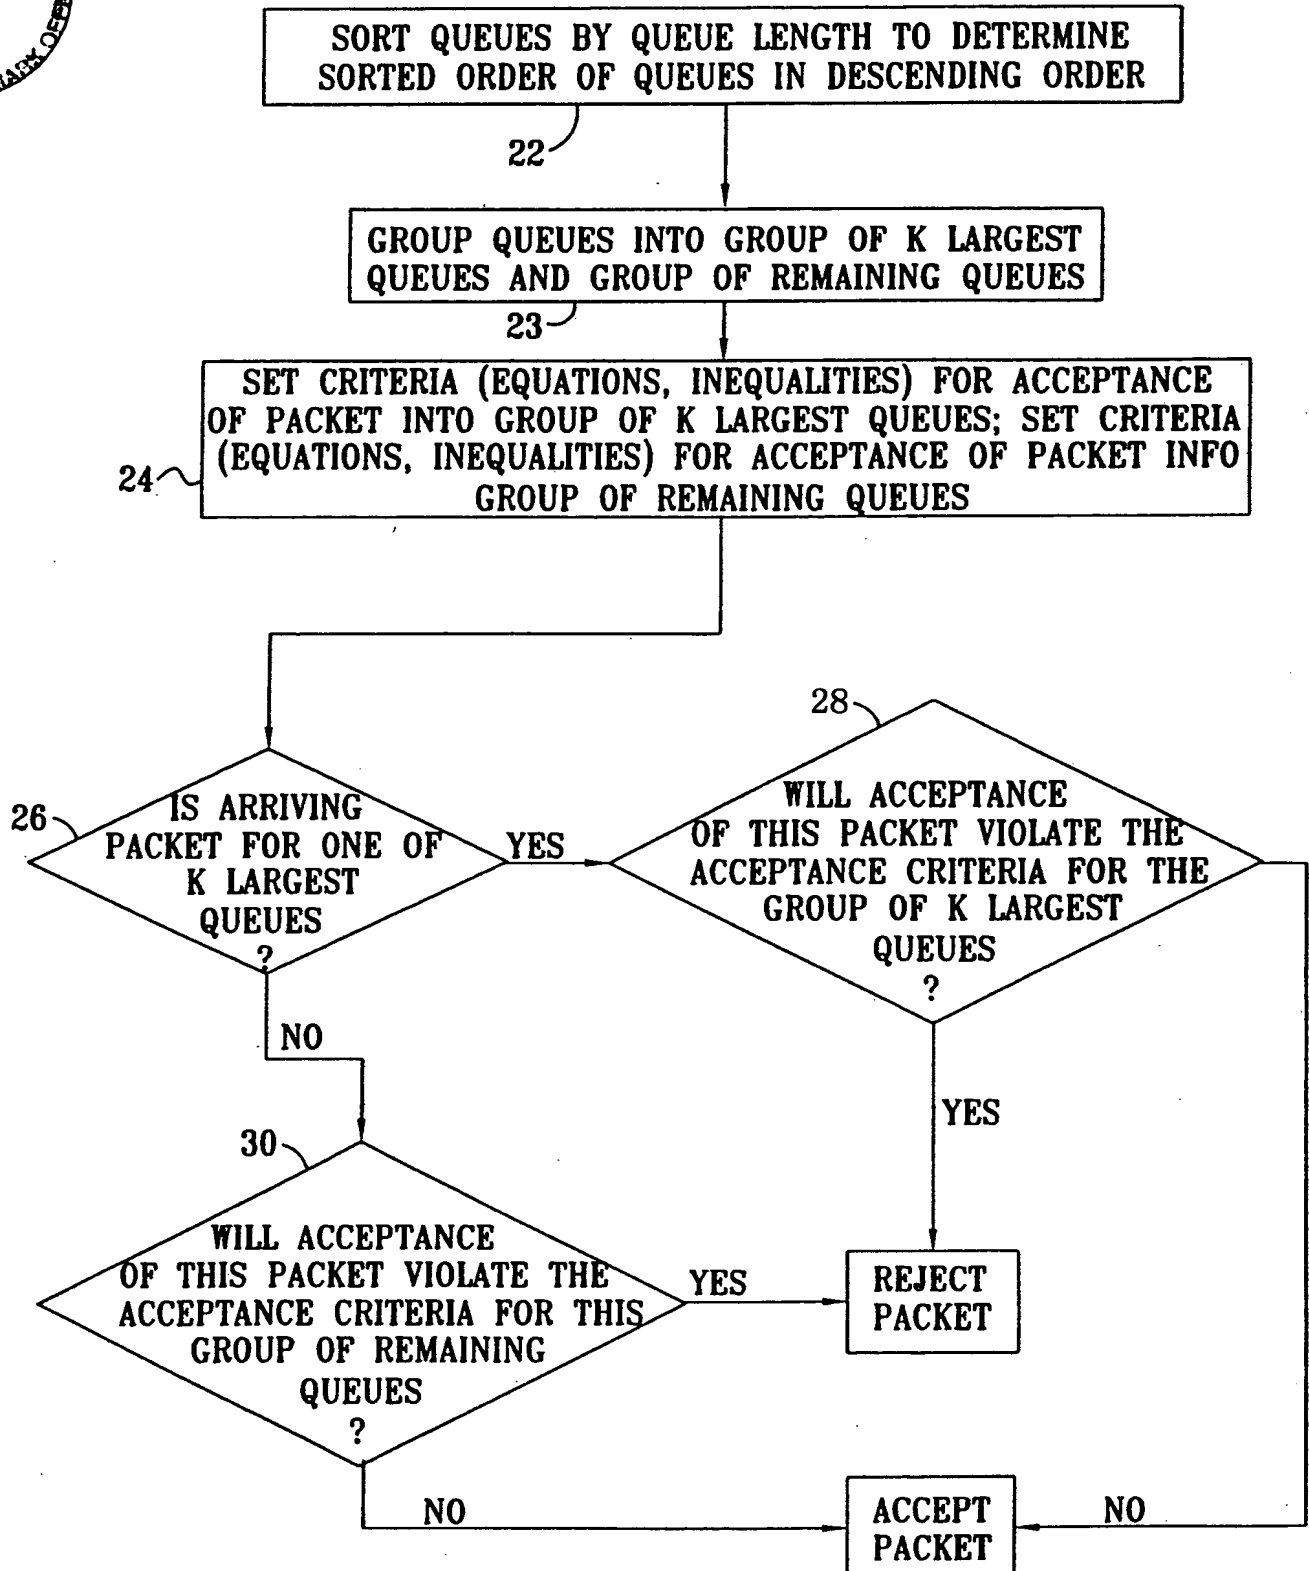 SORT QUEUES BY QUEUE LENGTH TO DETERMINE
SORTED ORDER OF QUEUES IN DESCENDING ORDER
22
GROUP QUEUES INTO GROUP OF K LARGEST
QUEUES AND GROUP OF REMAINING QUEUES
23
SET CRITERIA (EQUATIONS, INEQUALITIES) FOR ACCEPTANCE
OF PACKET INTO GROUP OF K LARGEST QUEUES; SET CRITERIA
(EQUATIONS, INEQUALITIES) FOR ACCEPTANCE OF PACKET INFO
GROUP OF REMAINING QUEUES
24
26
IS ARRIVING
PACKET FOR ONE OF
K LARGEST
QUEUES
?
YES
NO
28
WILL ACCEPTANCE
OF THIS PACKET VIOLATE THE
ACCEPTANCE CRITERIA FOR THE
GROUP OF K LARGEST
QUEUES
?
YES
30
WILL ACCEPTANCE
OF THIS PACKET VIOLATE THE
ACCEPTANCE CRITERIA FOR THIS
GROUP OF REMAINING
QUEUES
?
YES
REJECT
PACKET
NO
ACCEPT
PACKET
NO